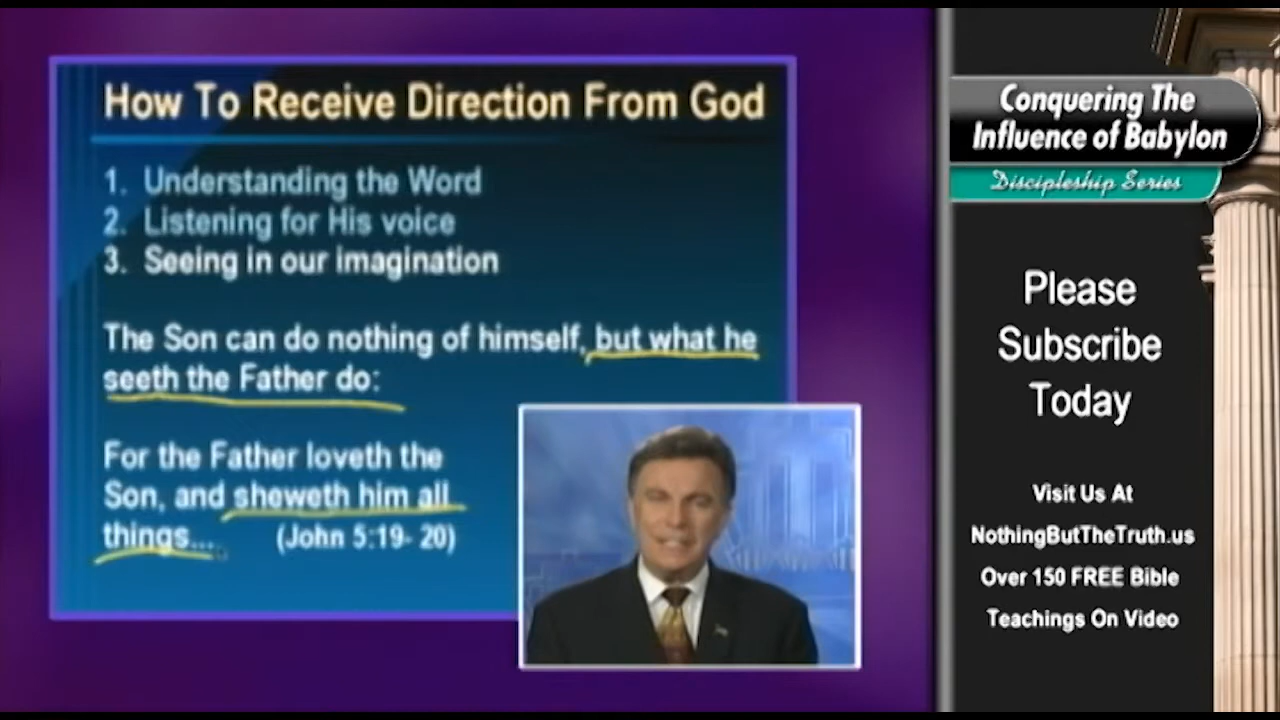 How To Receive Direction From God
1. Understanding the Word
2. Listening for His voice
3. Seeing in our imagination
The Son can do nothing of himself, but what he
seeth the Father do:
For the Father loveth the
Son, and sheweth him all
things... (John 5:19- 20)
Conquering The
Influence of Babylon
Discipleship Series
Please
Subscribe
Today
Visit Us At
NothingButTheTruth.us
Over 150 FREE Bible
Teachings On Video